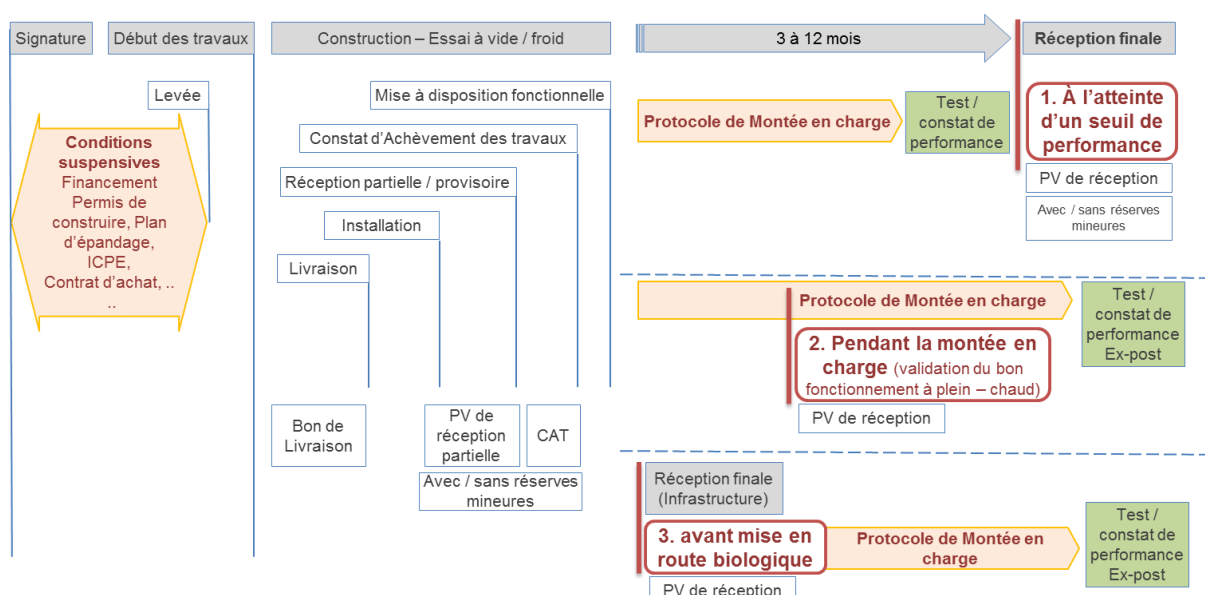 Signature
Début des travaux
Construction – Essai à vide / froid
3 à 12 mois
Réception finale
Levée
Mise à disposition fonctionnelle
Constat d'Achèvement des travaux
Réception partielle / provisoire
Installation
Livraison
Conditions
suspensives
Financement
Permis de
construire, Plan
d'épandage,
ICPE,
Contrat d'achat, ..
..
Bon de
Livraison
PV de
réception
partielle
CAT
Avec / sans réserves
mineures
Protocole de Montée en charge
Test /
constat de
performance
1. À l'atteinte
d'un seuil de
performance
PV de réception
Avec / sans réserves
mineures
Protocole de Montée en charge
Test /
constat de
performance
Ex-post
2. Pendant la montée en
charge (validation du bon
fonctionnement à plein – chaud)
PV de réception
Réception finale
(Infrastructure)
3. avant mise en
route biologique
Protocole de Montée en
charge
Test /
constat de
performance
Ex-post
PV de réception